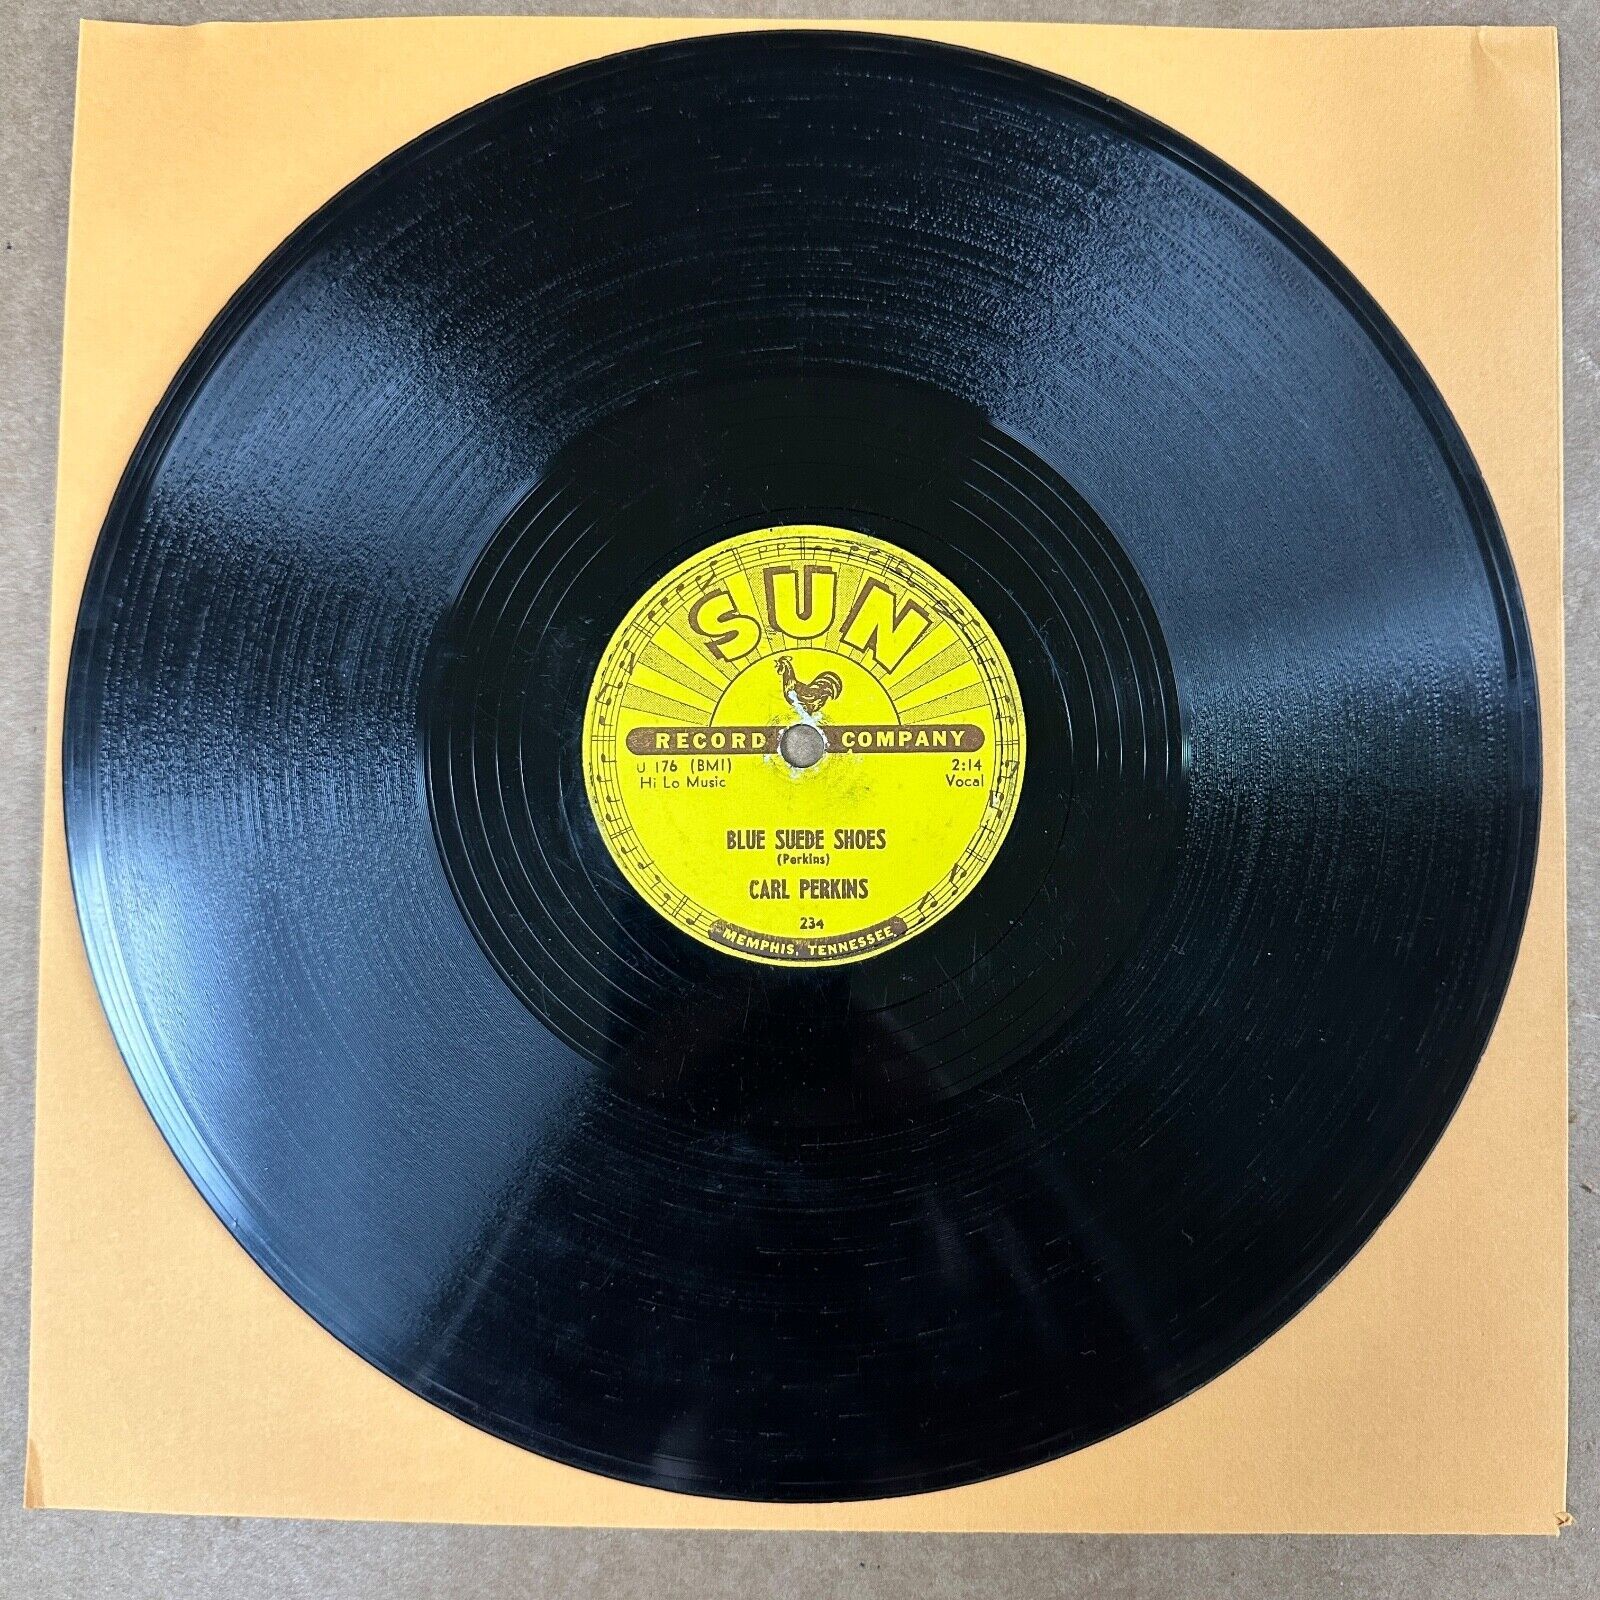 SUN
RECORD COMPANY
U 176 (BMI) 2:14
Hi Lo Music Vocal
BLUE SUEDE SHOES
(Perkins)
CARL PERKINS
234
MEMPHIS, TENNESSEE